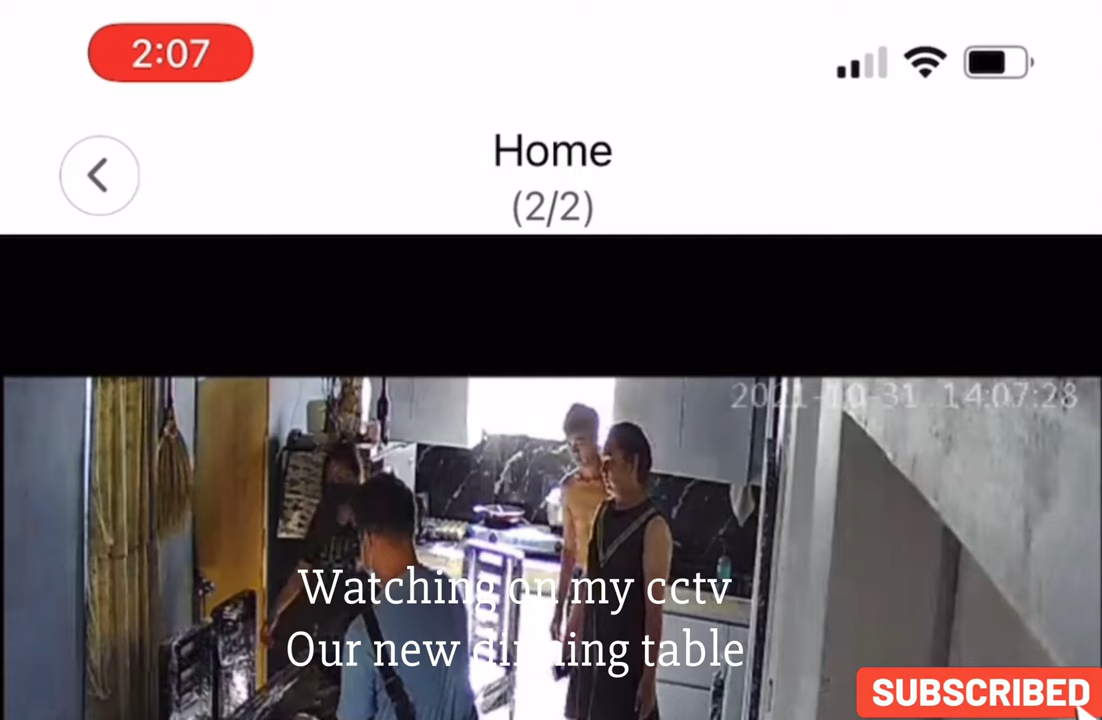 2:07
Home
(2/2)
2021-10-31 14:07:28
Watching on my cctv
Our new dinning table
SUBSCRIBED